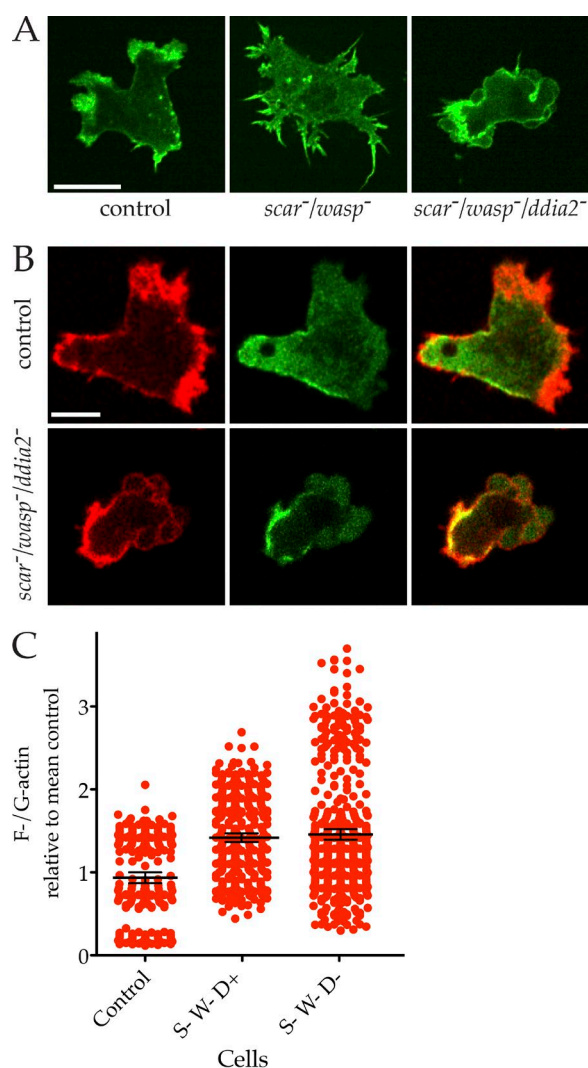 A
control
scar⁻/wasp⁻
scar⁻/wasp⁻/ddia2⁻
B
control
scar⁻/wasp⁻/ddia2⁻
C
F-/G-actin
relative to mean control
3
2
1
0
Control
S- W- D+
S- W- D-
Cells